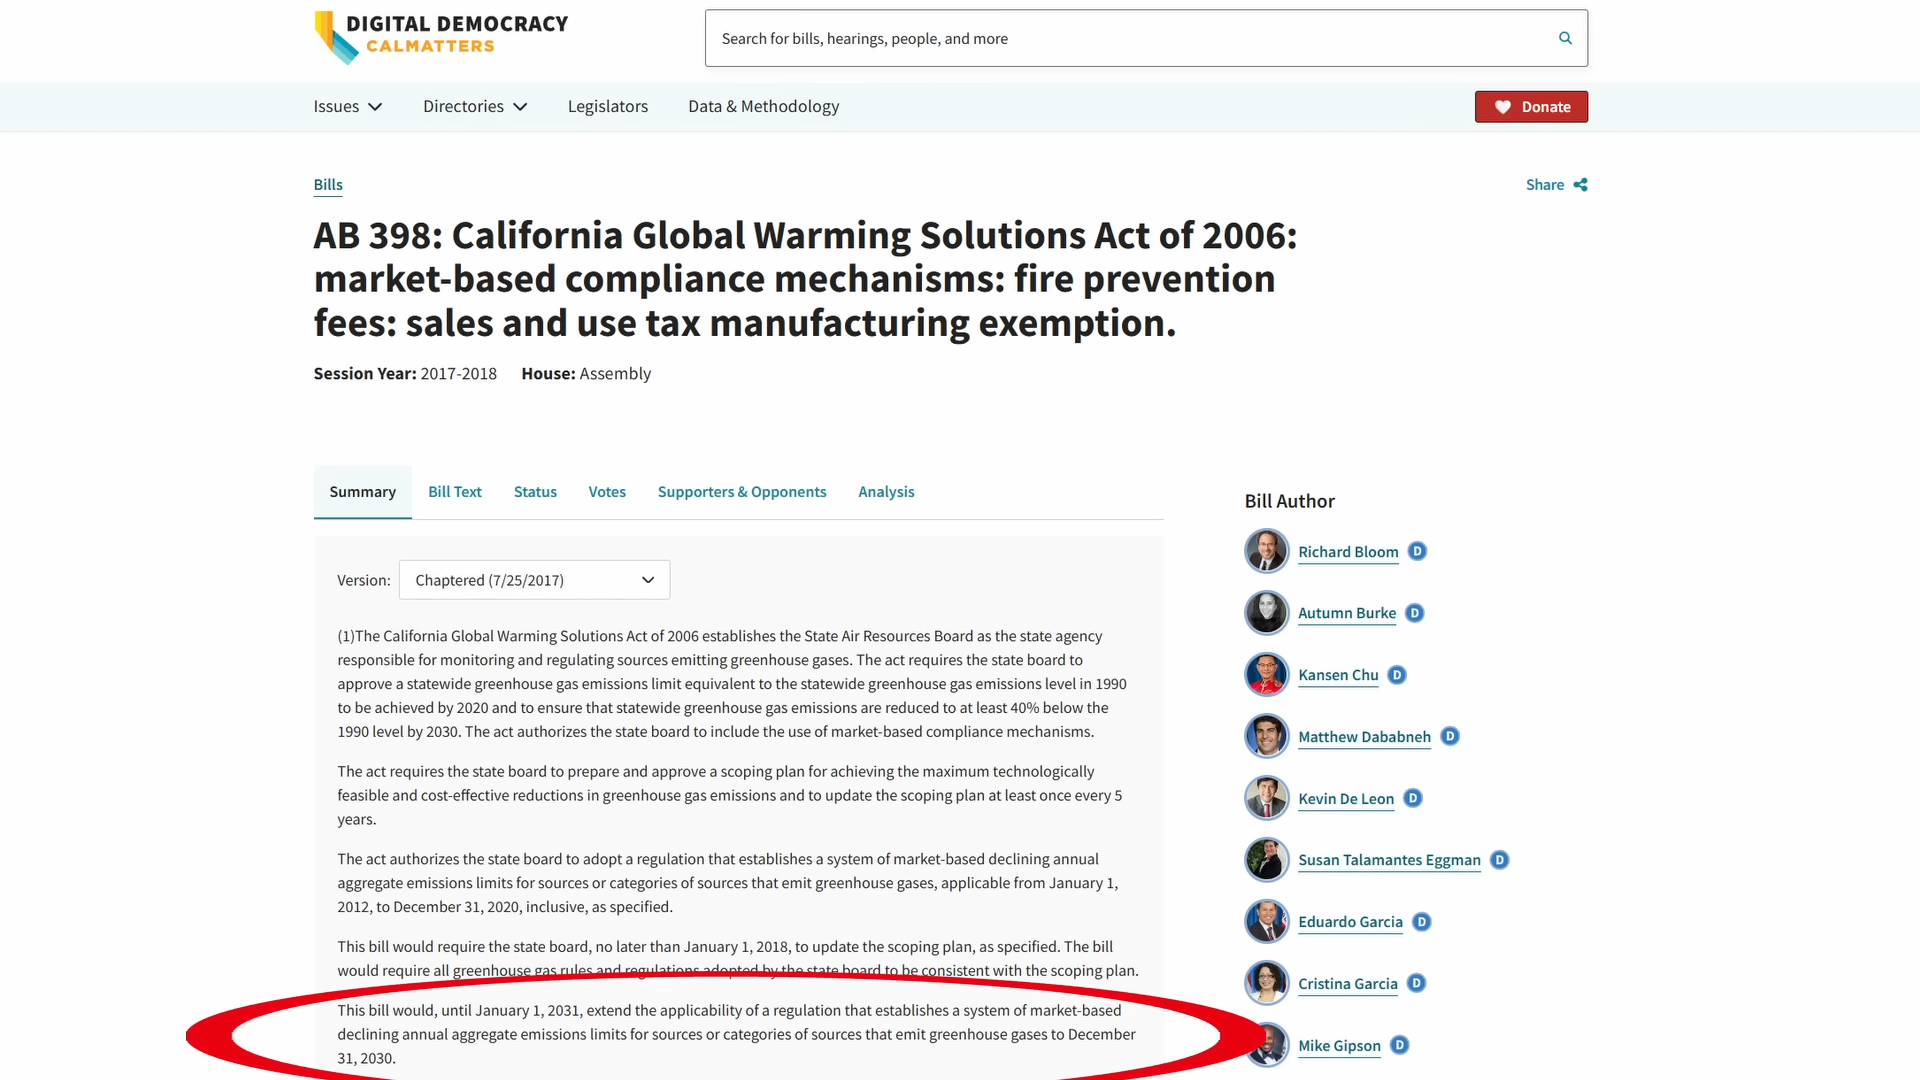 DIGITAL DEMOCRACY
CALMATTERS
Search for bills, hearings, people, and more
Issues
Directories
Legislators
Data & Methodology
Donate
Bills
Share
AB 398: California Global Warming Solutions Act of 2006:
market-based compliance mechanisms: fire prevention
fees: sales and use tax manufacturing exemption.
Session Year: 2017-2018 House: Assembly
Summary
Bill Text
Status
Votes
Supporters & Opponents
Analysis
Version: Chaptered (7/25/2017)
(1)The California Global Warming Solutions Act of 2006 establishes the State Air Resources Board as the state agency
responsible for monitoring and regulating sources emitting greenhouse gases. The act requires the state board to
approve a statewide greenhouse gas emissions limit equivalent to the statewide greenhouse gas emissions level in 1990
to be achieved by 2020 and to ensure that statewide greenhouse gas emissions are reduced to at least 40% below the
1990 level by 2030. The act authorizes the state board to include the use of market-based compliance mechanisms.
The act requires the state board to prepare and approve a scoping plan for achieving the maximum technologically
feasible and cost-effective reductions in greenhouse gas emissions and to update the scoping plan at least once every 5
years.
The act authorizes the state board to adopt a regulation that establishes a system of market-based declining annual
aggregate emissions limits for sources or categories of sources that emit greenhouse gases, applicable from January 1,
2012, to December 31, 2020, inclusive, as specified.
This bill would require the state board, no later than January 1, 2018, to update the scoping plan, as specified. The bill
would require all greenhouse gas rules and regulations adopted by the state board to be consistent with the scoping plan.
This bill would, until January 1, 2031, extend the applicability of a regulation that establishes a system of market-based
declining annual aggregate emissions limits for sources or categories of sources that emit greenhouse gases to December
31, 2030.
Bill Author
Richard Bloom D
Autumn Burke D
Kansen Chu D
Matthew Dababneh D
Kevin De Leon D
Susan Talamantes Eggman D
Eduardo Garcia D
Cristina Garcia D
Mike Gipson D